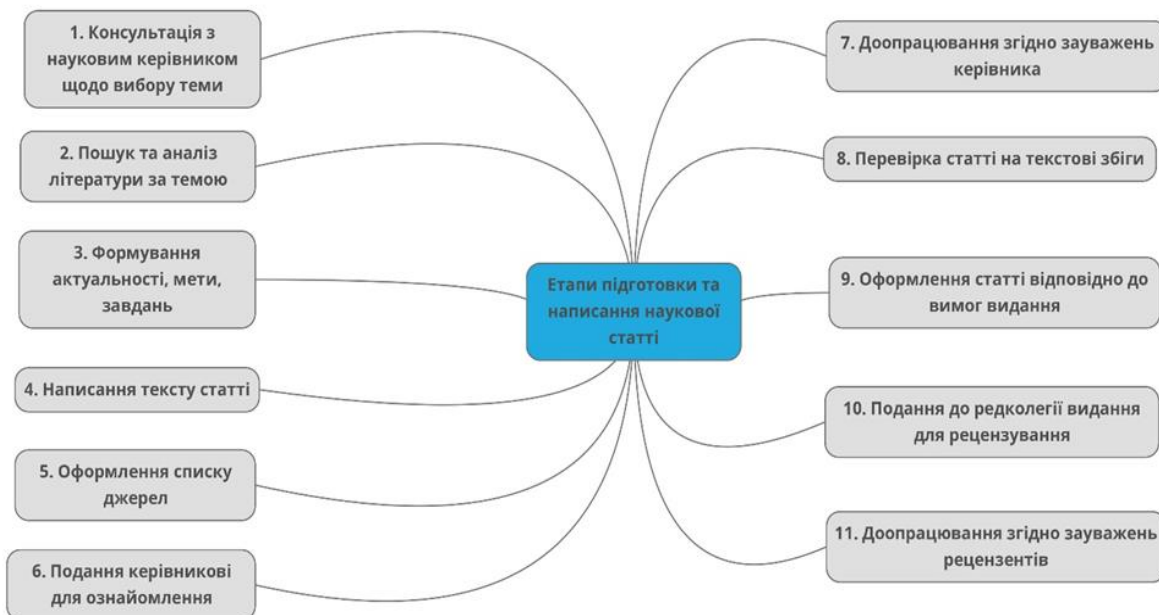 1. Консультація з
науковим керівником
щодо вибору теми
2. Пошук та аналіз
літератури за темою
3. Формування
актуальності, мети,
завдань
4. Написання тексту статті
5. Оформлення списку
джерел
6. Подання керівникові
для ознайомлення
Етапи підготовки та
написання наукової
статті
7. Доопрацювання згідно зауважень
керівника
8. Перевірка статті на текстові збіги
9. Оформлення статті відповідно до
вимог видання
10. Подання до редколегії видання
для рецензування
11. Доопрацювання згідно зауважень
рецензентів